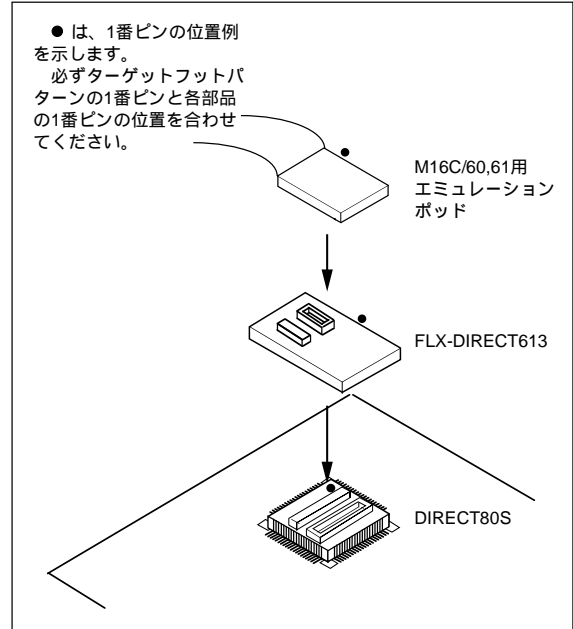 ● は、1番ピンの位置例
を示します。
必ずターゲットフットパ
ターンの1番ピンと各部品
の1番ピンの位置を合わせ
てください。
M16C/60,61用
エミュレーション
ポッド
FLX-DIRECT613
DIRECT80S